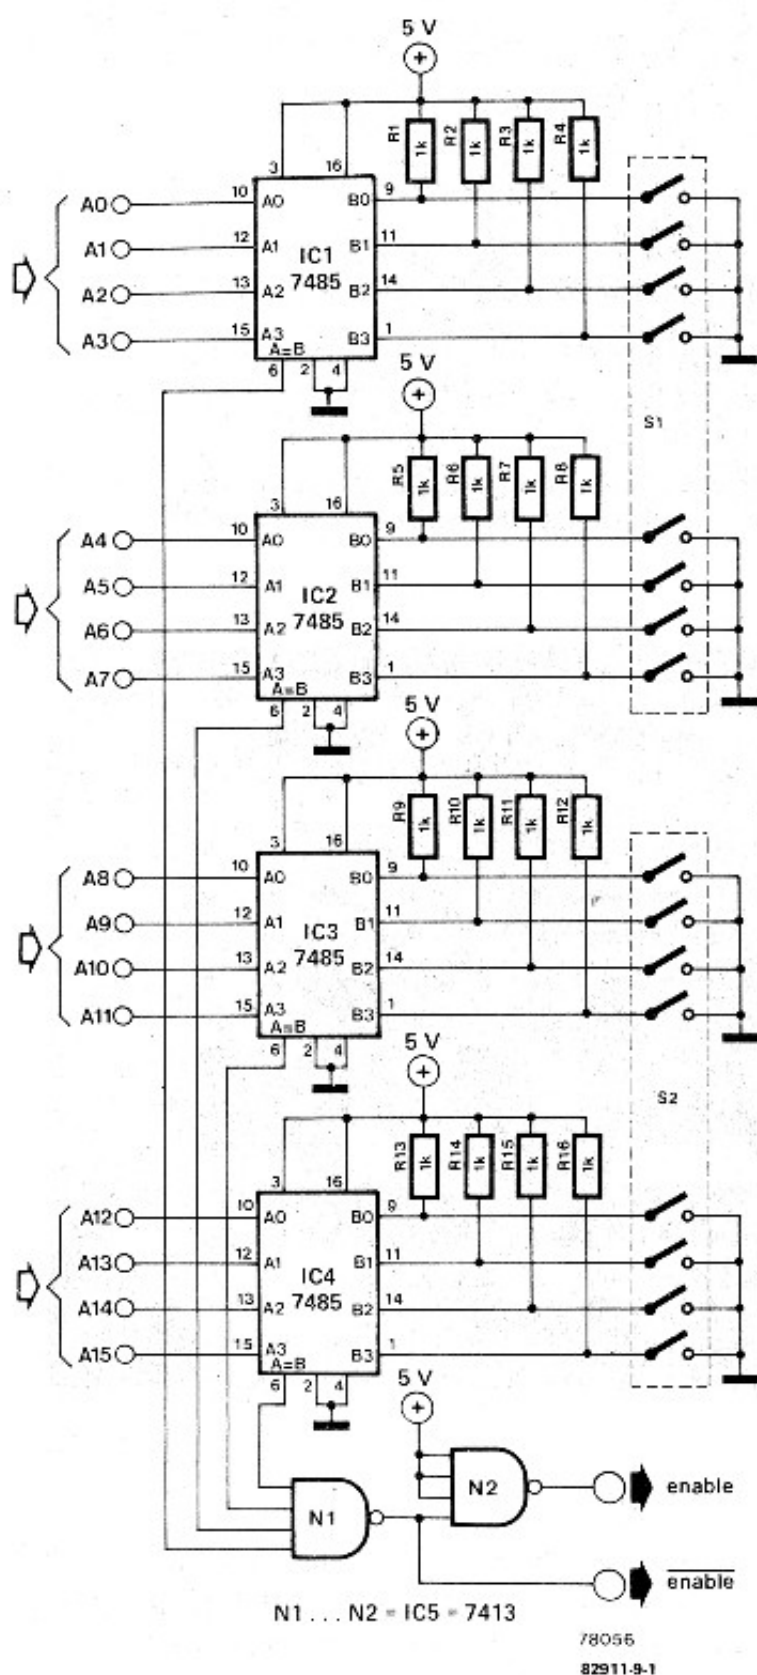 5 V
+
R1 1k R2 1k R3 1k R4 1k
3 16
A0 10 A0 B0 9
A1 12 A1 IC1 B1 11
A2 13 A2 7485 B2 14
A3 15 A3 B3 1
A=B
6 2 4
5 V
+
S1
R5 1k R6 1k R7 1k R8 1k
3 16
A4 10 A0 B0 9
A5 12 A1 IC2 B1 11
A6 13 A2 7485 B2 14
A7 15 A3 B3 1
A=B
6 2 4
5 V
+
R9 1k R10 1k R11 1k R12 1k
3 16
A8 10 A0 B0 9
A9 12 A1 IC3 B1 11
A10 13 A2 7485 B2 14
A11 15 A3 B3 1
A=B
6 2 4
5 V
+
S2
R13 1k R14 1k R15 1k R16 1k
3 16
A12 10 A0 B0 9
A13 12 A1 IC4 B1 11
A14 13 A2 7485 B2 14
A15 15 A3 B3 1
A=B
6 2 4
5 V
+
N2 enable
N1
enable
N1 . . . N2 = IC5 = 7413
78056
82911-9-1